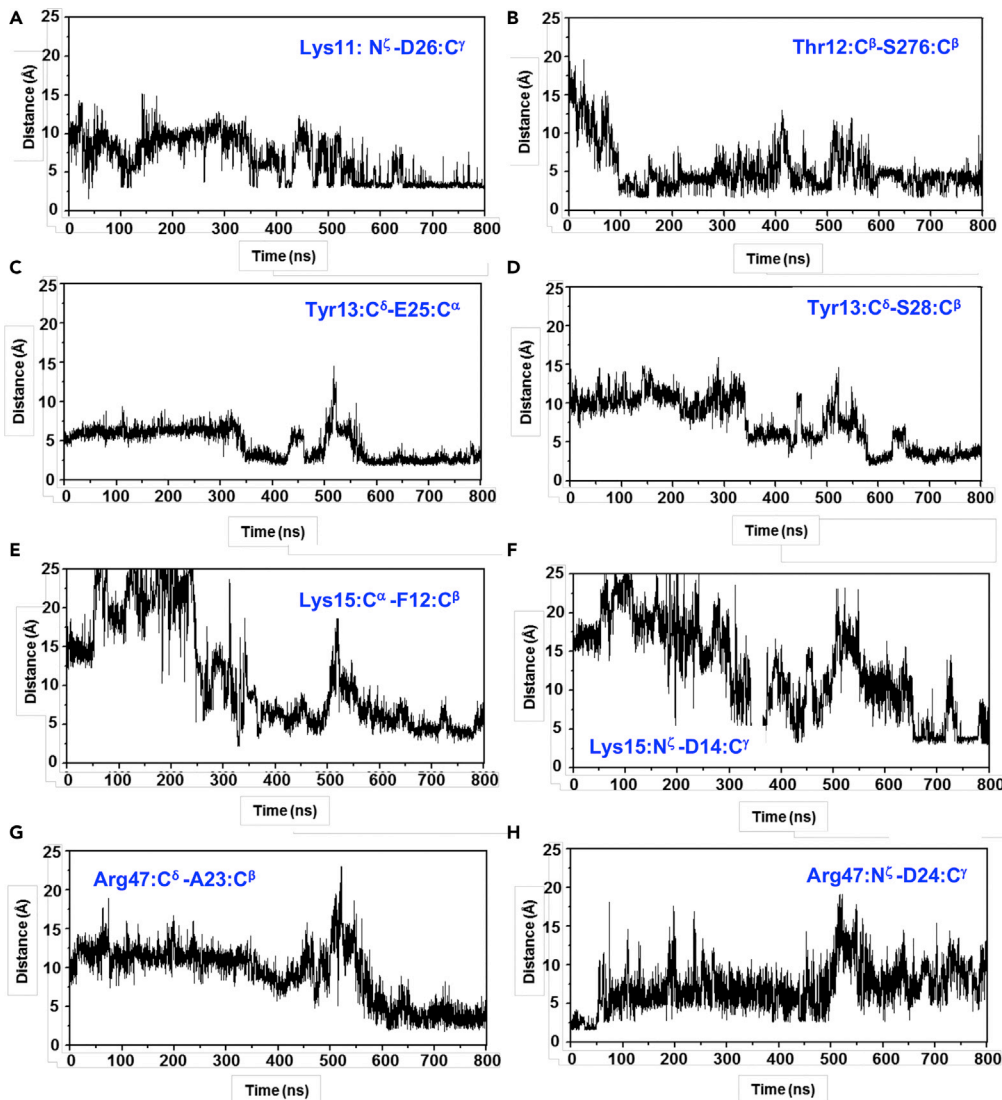 A
Lys11: Nζ-D26:Cγ
Distance (Å)
25
20
15
10
5
0
0 100 200 300 400 500 600 700 800
Time (ns)
B
Thr12:Cβ-S276:Cβ
Distance (Å)
25
20
15
10
5
0
0 100 200 300 400 500 600 700 800
Time (ns)
C
Tyr13:Cδ-E25:Cα
Distance (Å)
25
20
15
10
5
0
0 100 200 300 400 500 600 700 800
Time (ns)
D
Tyr13:Cδ-S28:Cβ
Distance (Å)
25
20
15
10
5
0
0 100 200 300 400 500 600 700 800
Time (ns)
E
Lys15:Cα-F12:Cβ
Distance (Å)
25
20
15
10
5
0
0 100 200 300 400 500 600 700 800
Time (ns)
F
Lys15:Nζ-D14:Cγ
Distance (Å)
25
20
15
10
5
0
0 100 200 300 400 500 600 700 800
Time (ns)
G
Arg47:Cδ-A23:Cβ
Distance (Å)
25
20
15
10
5
0
0 100 200 300 400 500 600 700 800
Time (ns)
H
Arg47:Nζ-D24:Cγ
Distance (Å)
25
20
15
10
5
0
0 100 200 300 400 500 600 700 800
Time (ns)